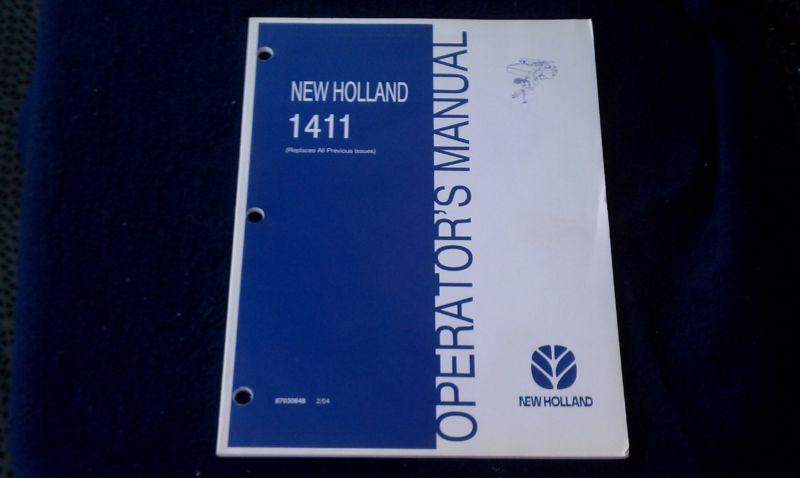 NEW HOLLAND
1411
(Replaces All Previous Issues)
OPERATOR'S MANUAL
87030848 2/04
NEW HOLLAND